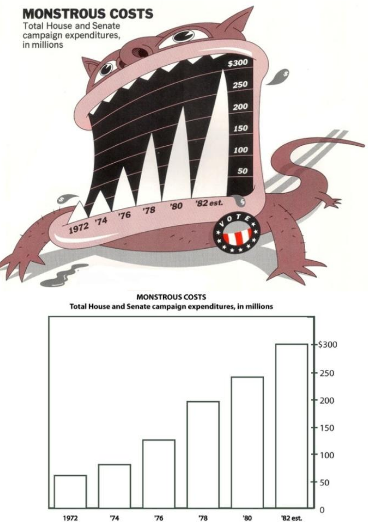 MONSTROUS COSTS
Total House and Senate
campaign expenditures,
in millions
$300
250
200
150
100
50
1972 '74 '76 '78 '80 '82 est.
VOTE
MONSTROUS COSTS
Total House and Senate campaign expenditures, in millions
$300
250
200
150
100
50
0
1972 '74 '76 '78 '80 '82 est.